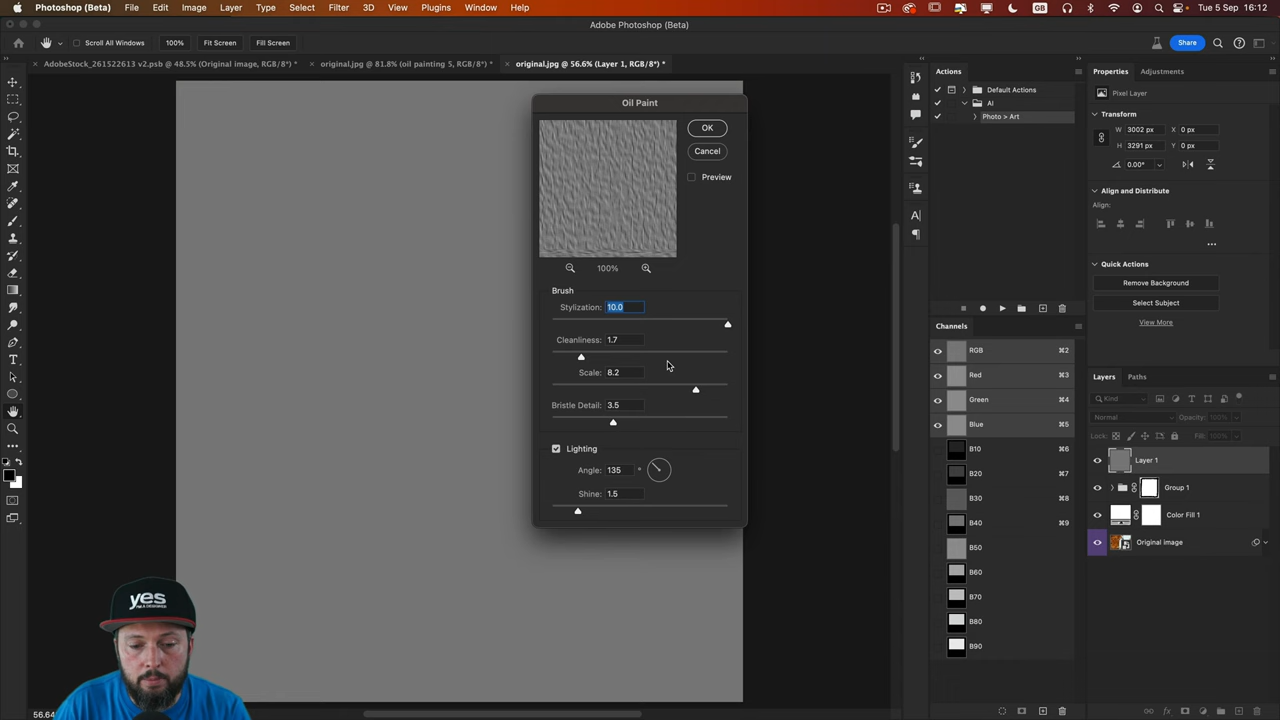 Photoshop (Beta) File Edit Image Layer Type Select Filter 3D View Plugins Window Help GB Tue 5 Sep 16:12
Adobe Photoshop (Beta)
Scroll All Windows 100% Fit Screen Fill Screen Share
AdobeStock_261522613 v2.psb @ 48.5% (Original image, RGB/8*) * original.jpg @ 81.8% (oil painting 5, RGB/8*) * original.jpg @ 56.6% (Layer 1, RGB/8*) *
Oil Paint
OK
Cancel
Preview
100%
Brush
Stylization: 10.0
Cleanliness: 1.7
Scale: 8.2
Bristle Detail: 3.5
Lighting
Angle: 135 °
Shine: 1.5
Actions
Default Actions
AI
Photo > Art
Channels
RGB ⌘2
Red ⌘3
Green ⌘4
Blue ⌘5
B10 ⌘6
B20 ⌘7
B30 ⌘8
B40 ⌘9
B50
B60
B70
B80
B90
Properties Adjustments
Pixel Layer
Transform
W 3002 px X 0 px
H 3291 px Y 0 px
0.00°
Align and Distribute
Align:
Quick Actions
Remove Background
Select Subject
View More
Layers Paths
Kind
Normal Opacity: 100%
Lock: Fill: 100%
Layer 1
Group 1
Color Fill 1
Original image
yes
I'M A DESIGNER